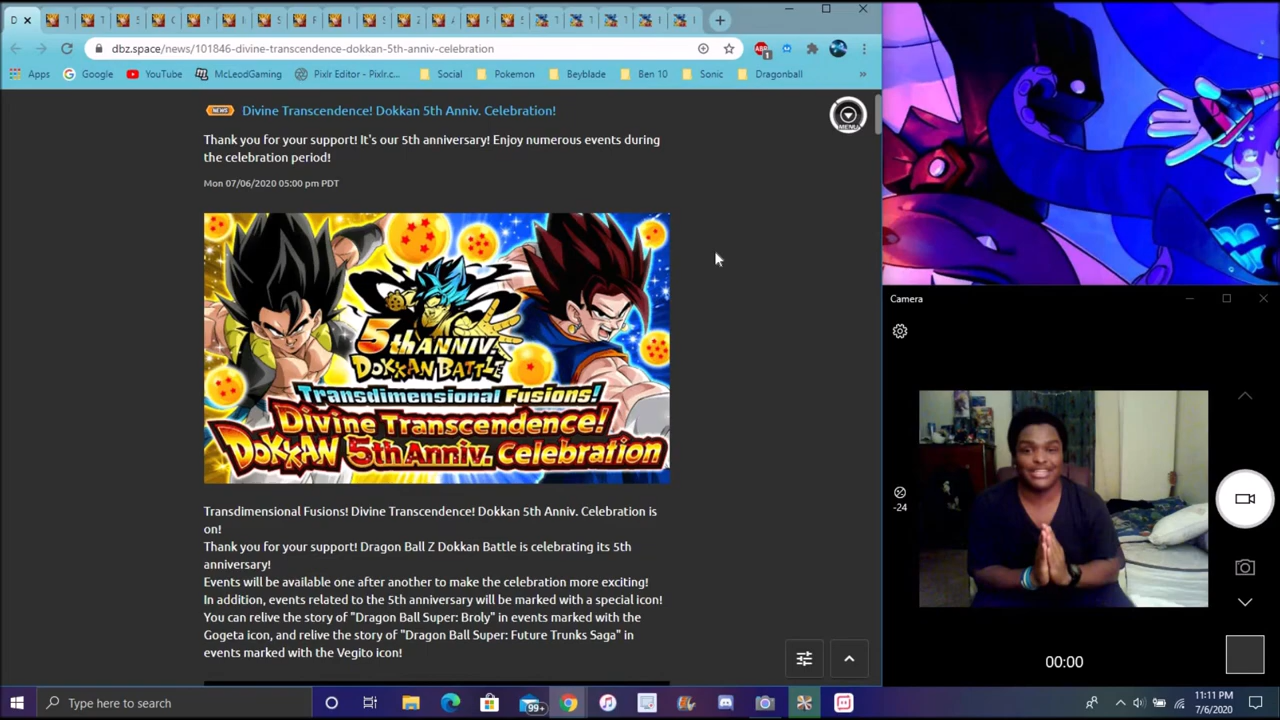 dbz.space/news/101846-divine-transcendence-dokkan-5th-anniv-celebration
ABP
1
Apps
Google
YouTube
McLeodGaming
Pixlr Editor - Pixlr.c...
Social
Pokemon
Beyblade
Ben 10
Sonic
Dragonball
»
NEWS
Divine Transcendence! Dokkan 5th Anniv. Celebration!
MENU
Thank you for your support! It's our 5th anniversary! Enjoy numerous events during
the celebration period!
Mon 07/06/2020 05:00 pm PDT
5th ANNIV.
DOKKAN BATTLE
Transdimensional Fusions!
Divine Transcendence!
DOKKAN 5th Anniv. Celebration
Transdimensional Fusions! Divine Transcendence! Dokkan 5th Anniv. Celebration is
on!
Thank you for your support! Dragon Ball Z Dokkan Battle is celebrating its 5th
anniversary!
Events will be available one after another to make the celebration more exciting!
In addition, events related to the 5th anniversary will be marked with a special icon!
You can relive the story of "Dragon Ball Super: Broly" in events marked with the
Gogeta icon, and relive the story of "Dragon Ball Super: Future Trunks Saga" in
events marked with the Vegito icon!
Camera
-24
00:00
Type here to search
99+
11:11 PM
7/6/2020